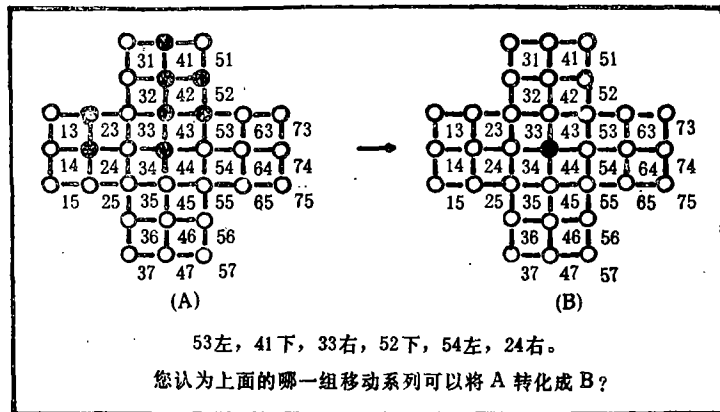 31 41 51 31 41 51
32 42 52 32 42 52
13 23 33 43 53 63 73 13 23 33 43 53 63 73
14 24 34 44 54 64 74 14 24 34 44 54 64 74
15 25 35 45 55 65 75 15 25 35 45 55 65 75
36 46 56 36 46 56
37 47 57 37 47 57
(A) (B)
53左，41下，33右，52下，54左，24右。
您认为上面的哪一组移动系列可以将 A 转化成 B？